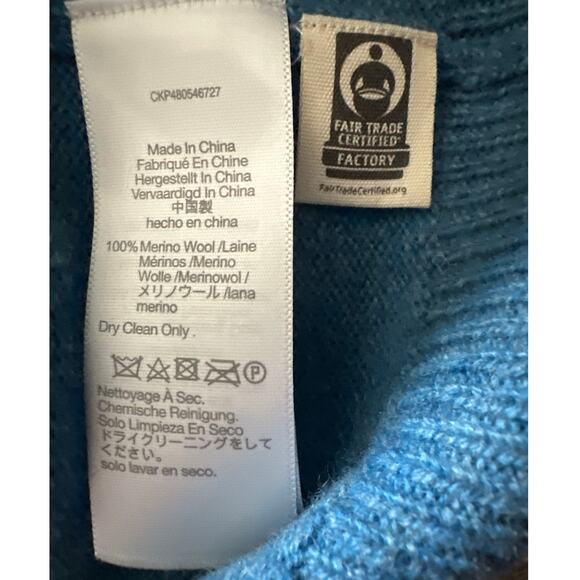 CKP480546727
Made In China
Fabriqué En Chine
Hergestellt In China
Vervaardigd In China
中国製
hecho en china
100% Merino Wool /Laine
Mérinos /Merino
Wolle /Merinowol /
メリノウール /lana
merino
Dry Clean Only .
P
Nettoyage À Sec.
Chemische Reinigung.
Solo Limpieza En Seco
ドライクリーニングをして
ください。
solo lavar en seco.
FAIR TRADE
CERTIFIED
FACTORY
FairTradeCertified.org